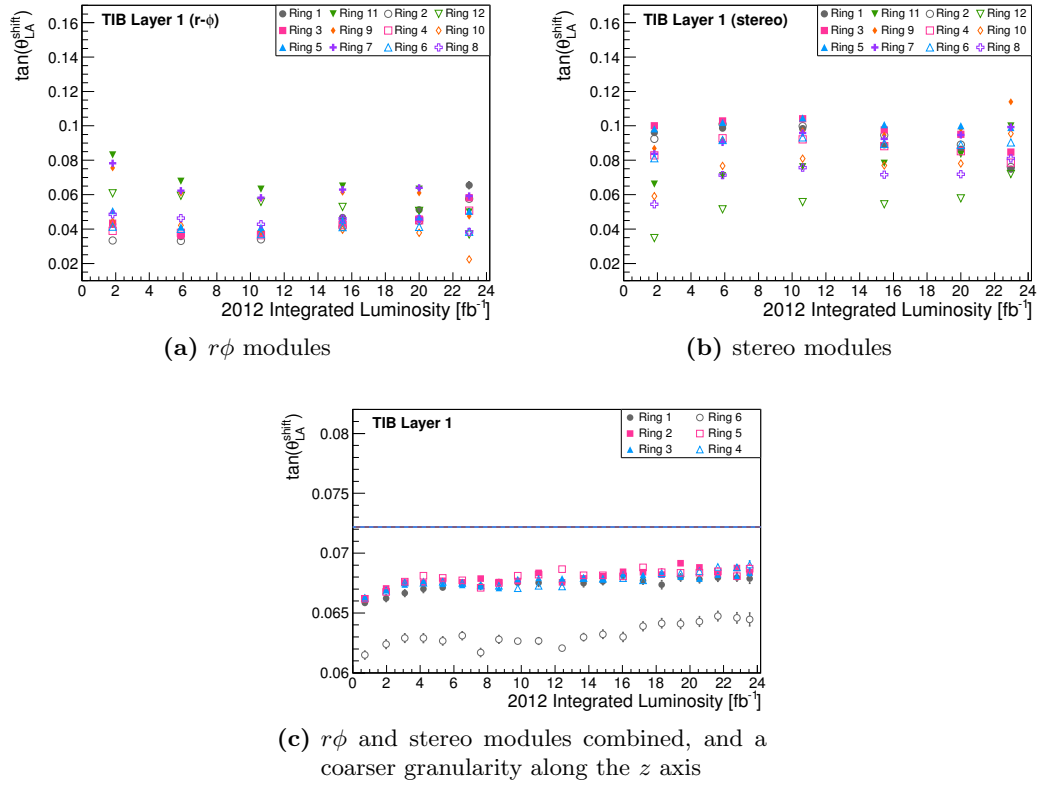 TIB Layer 1 (r-ϕ)
Ring 1 Ring 11 Ring 2 Ring 12
Ring 3 Ring 9 Ring 4 Ring 10
Ring 5 Ring 7 Ring 6 Ring 8
tan(θ_LA^shift)
0.16
0.14
0.12
0.1
0.08
0.06
0.04
0.02
0 2 4 6 8 10 12 14 16 18 20 22 24
2012 Integrated Luminosity [fb⁻¹]
(a) rϕ modules
TIB Layer 1 (stereo)
Ring 1 Ring 11 Ring 2 Ring 12
Ring 3 Ring 9 Ring 4 Ring 10
Ring 5 Ring 7 Ring 6 Ring 8
tan(θ_LA^shift)
0.16
0.14
0.12
0.1
0.08
0.06
0.04
0.02
0 2 4 6 8 10 12 14 16 18 20 22 24
2012 Integrated Luminosity [fb⁻¹]
(b) stereo modules
TIB Layer 1
Ring 1 Ring 6
Ring 2 Ring 5
Ring 3 Ring 4
tan(θ_LA^shift)
0.08
0.075
0.07
0.065
0.06
0 2 4 6 8 10 12 14 16 18 20 22 24
2012 Integrated Luminosity [fb⁻¹]
(c) rϕ and stereo modules combined, and a
coarser granularity along the z axis